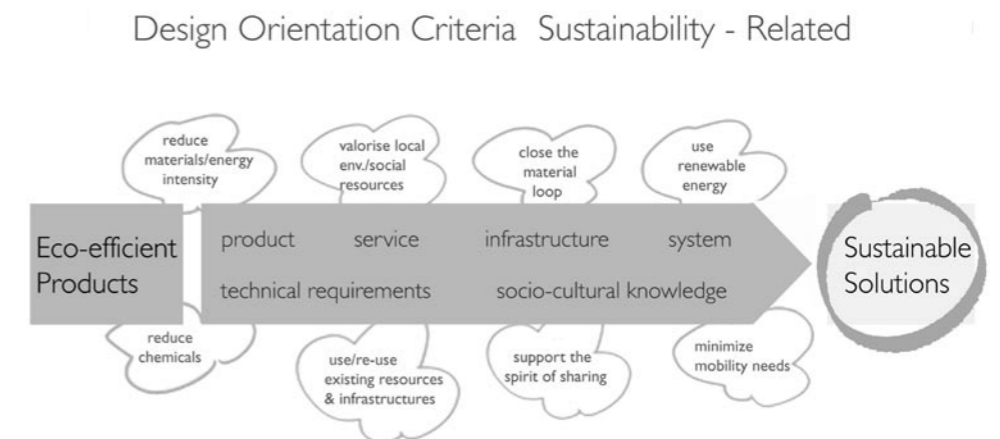 Design Orientation Criteria Sustainability - Related
reduce
materials/energy
intensity
valorise local
env./social
resources
close the
material
loop
use
renewable
energy
Eco-efficient
Products
product service infrastructure system
technical requirements socio-cultural knowledge
Sustainable
Solutions
reduce
chemicals
use/re-use
existing resources
& infrastructures
support the
spirit of sharing
minimize
mobility needs